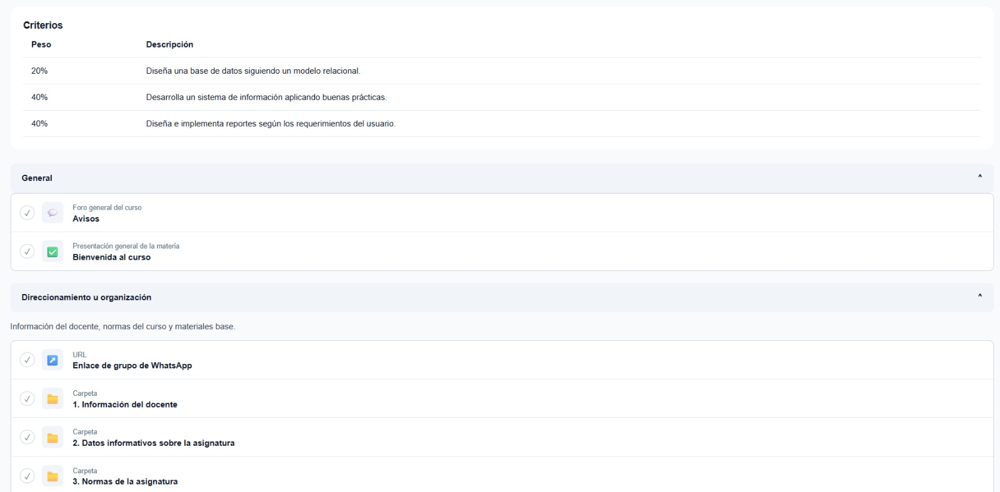 Criterios
Peso Descripción
20% Diseña una base de datos siguiendo un modelo relacional.
40% Desarrolla un sistema de información aplicando buenas prácticas.
40% Diseña e implementa reportes según los requerimientos del usuario.
General
Foro general del curso
Avisos
Presentación general de la materia
Bienvenida al curso
Direccionamiento u organización
Información del docente, normas del curso y materiales base.
URL
Enlace de grupo de WhatsApp
Carpeta
1. Información del docente
Carpeta
2. Datos informativos sobre la asignatura
Carpeta
3. Normas de la asignatura